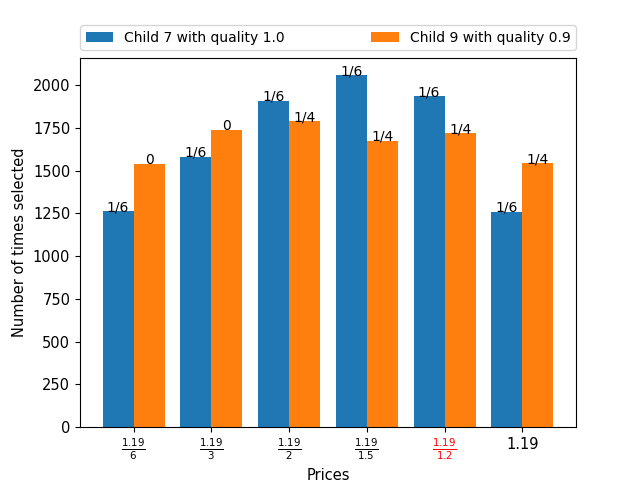 Child 7 with quality 1.0 Child 9 with quality 0.9
Number of times selected
2000
1750
1500
1250
1000
750
500
250
0
1/6 0 1/6 0 1/6 1/4 1/6 1/4 1/6 1/4 1/6 1/4
1.19/6 1.19/3 1.19/2 1.19/1.5 1.19/1.2 1.19
Prices